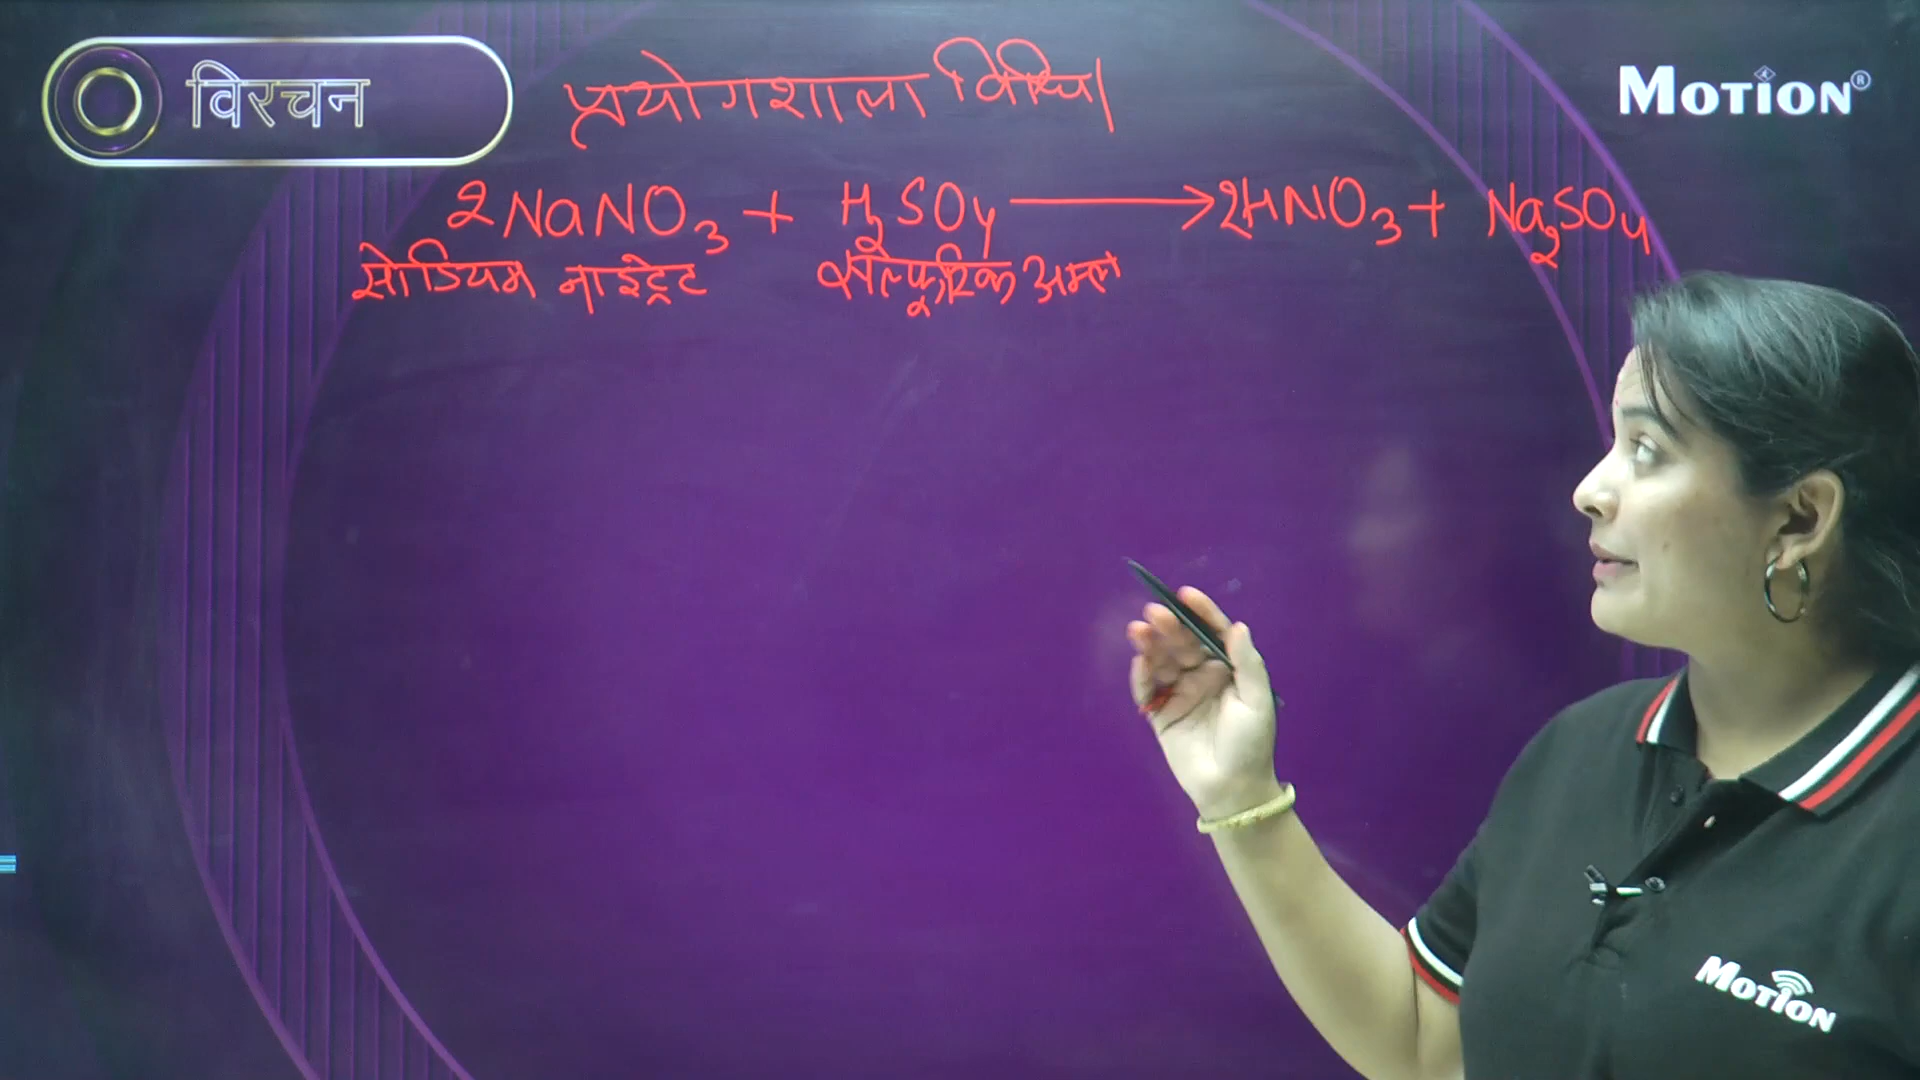 विरचन
प्रयोगशाला विधि
MOTION®
2NaNO₃ + H₂SO₄ ⟶ 2HNO₃ + Na₂SO₄
सोडियम नाइट्रेट सल्फूरिक अम्ल
MOTION